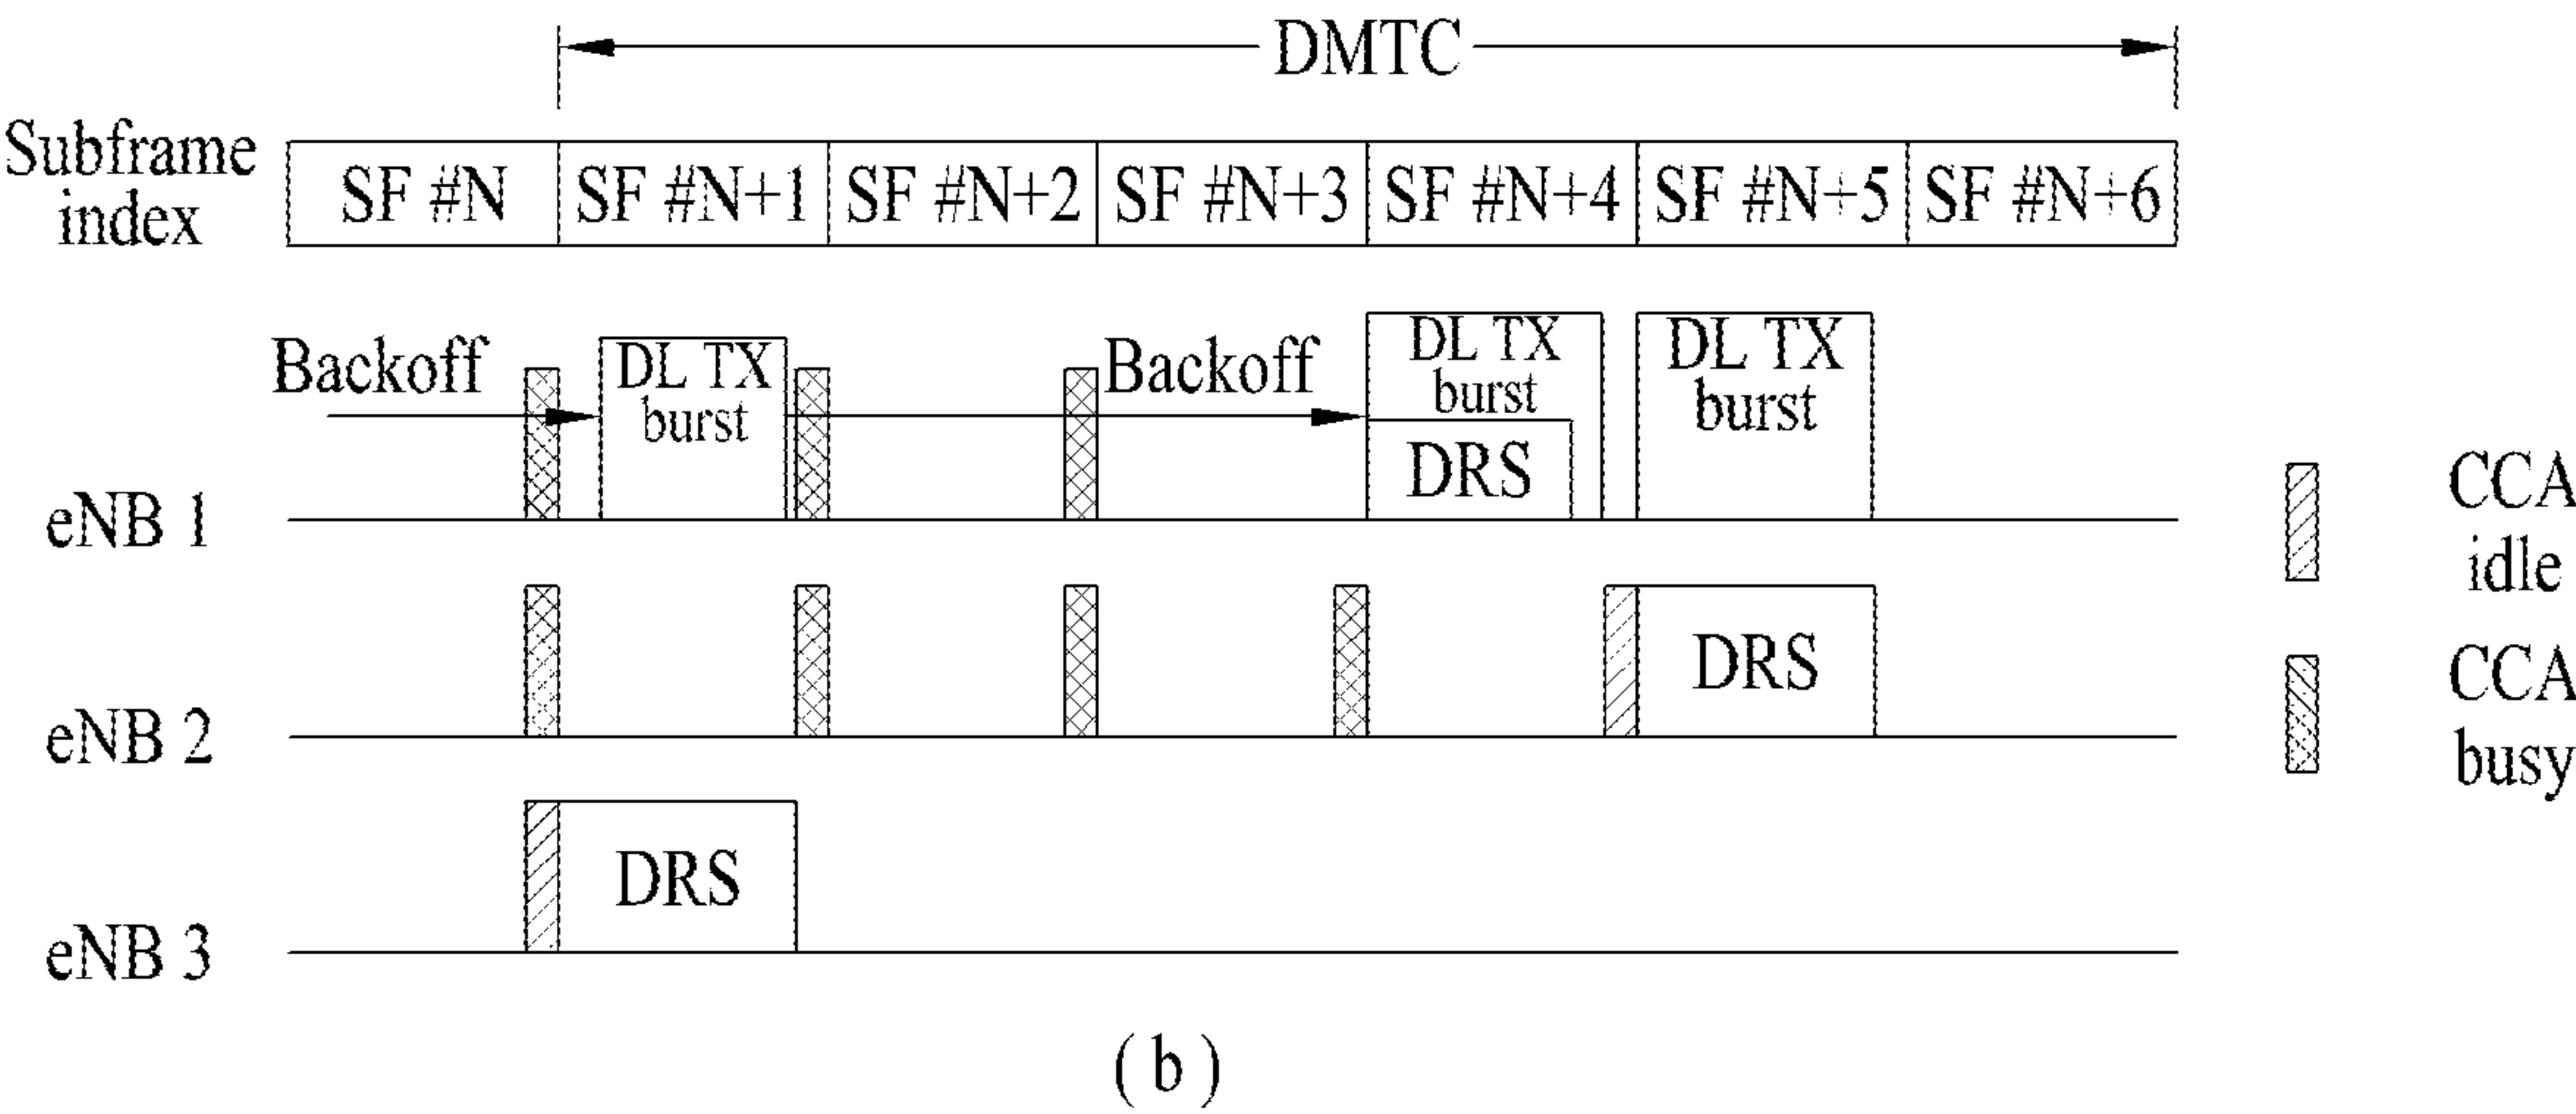 DMTC
Subframe
index
SF #N
SF #N+1
SF #N+2
SF #N+3
SF #N+4
SF #N+5
SF #N+6
Backoff
DL TX
burst
Backoff
DL TX
burst
DRS
DL TX
burst
eNB 1
CCA
idle
DRS
eNB 2
CCA
busy
DRS
eNB 3
( b )